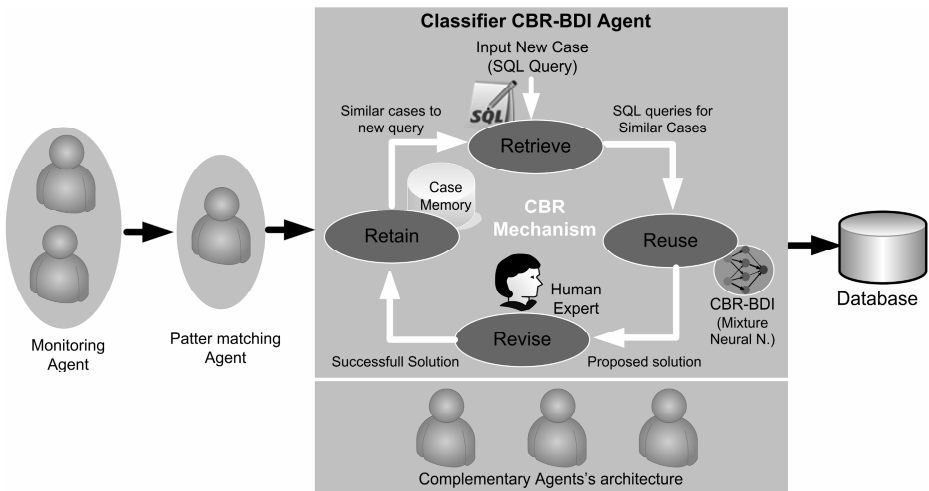 Classifier CBR-BDI Agent
Input New Case
(SQL Query)
Similar cases to
new query
SQL
SQL queries for
Similar Cases
Retrieve
Case
Memory
CBR
Mechanism
Retain
Reuse
Human
Expert
CBR-BDI
(Mixture
Neural N.)
Revise
Successfull Solution
Proposed solution
Monitoring
Agent
Patter matching
Agent
Database
Complementary Agents's architecture